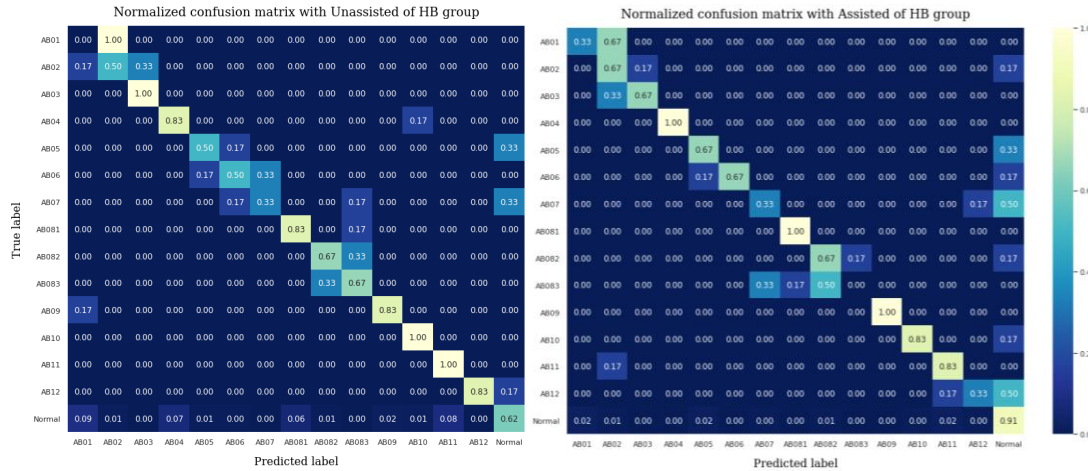 Normalized confusion matrix with Unassisted of HB group
True label
AB01 0.00 1.00 0.00 0.00 0.00 0.00 0.00 0.00 0.00 0.00 0.00 0.00 0.00 0.00 0.00
AB02 0.17 0.50 0.33 0.00 0.00 0.00 0.00 0.00 0.00 0.00 0.00 0.00 0.00 0.00 0.00
AB03 0.00 0.00 1.00 0.00 0.00 0.00 0.00 0.00 0.00 0.00 0.00 0.00 0.00 0.00 0.00
AB04 0.00 0.00 0.00 0.83 0.00 0.00 0.00 0.00 0.00 0.00 0.00 0.17 0.00 0.00 0.00
AB05 0.00 0.00 0.00 0.00 0.50 0.17 0.00 0.00 0.00 0.00 0.00 0.00 0.00 0.00 0.33
AB06 0.00 0.00 0.00 0.00 0.17 0.50 0.33 0.00 0.00 0.00 0.00 0.00 0.00 0.00 0.00
AB07 0.00 0.00 0.00 0.00 0.00 0.17 0.33 0.00 0.00 0.17 0.00 0.00 0.00 0.00 0.33
AB081 0.00 0.00 0.00 0.00 0.00 0.00 0.00 0.83 0.00 0.17 0.00 0.00 0.00 0.00 0.00
AB082 0.00 0.00 0.00 0.00 0.00 0.00 0.00 0.00 0.67 0.33 0.00 0.00 0.00 0.00 0.00
AB083 0.00 0.00 0.00 0.00 0.00 0.00 0.00 0.00 0.33 0.67 0.00 0.00 0.00 0.00 0.00
AB09 0.17 0.00 0.00 0.00 0.00 0.00 0.00 0.00 0.00 0.00 0.83 0.00 0.00 0.00 0.00
AB10 0.00 0.00 0.00 0.00 0.00 0.00 0.00 0.00 0.00 0.00 0.00 1.00 0.00 0.00 0.00
AB11 0.00 0.00 0.00 0.00 0.00 0.00 0.00 0.00 0.00 0.00 0.00 0.00 1.00 0.00 0.00
AB12 0.00 0.00 0.00 0.00 0.00 0.00 0.00 0.00 0.00 0.00 0.00 0.00 0.00 0.83 0.17
Normal 0.09 0.01 0.00 0.07 0.01 0.00 0.00 0.06 0.01 0.00 0.02 0.01 0.08 0.00 0.62
AB01 AB02 AB03 AB04 AB05 AB06 AB07 AB081 AB082 AB083 AB09 AB10 AB11 AB12 Normal
Predicted label
Normalized confusion matrix with Assisted of HB group
AB01 0.33 0.67 0.00 0.00 0.00 0.00 0.00 0.00 0.00 0.00 0.00 0.00 0.00 0.00 0.00
AB02 0.00 0.67 0.17 0.00 0.00 0.00 0.00 0.00 0.00 0.00 0.00 0.00 0.00 0.00 0.17
AB03 0.00 0.33 0.67 0.00 0.00 0.00 0.00 0.00 0.00 0.00 0.00 0.00 0.00 0.00 0.00
AB04 0.00 0.00 0.00 1.00 0.00 0.00 0.00 0.00 0.00 0.00 0.00 0.00 0.00 0.00 0.00
AB05 0.00 0.00 0.00 0.00 0.67 0.00 0.00 0.00 0.00 0.00 0.00 0.00 0.00 0.00 0.33
AB06 0.00 0.00 0.00 0.00 0.17 0.67 0.00 0.00 0.00 0.00 0.00 0.00 0.00 0.00 0.17
AB07 0.00 0.00 0.00 0.00 0.00 0.00 0.33 0.00 0.00 0.00 0.00 0.00 0.00 0.17 0.50
AB081 0.00 0.00 0.00 0.00 0.00 0.00 0.00 1.00 0.00 0.00 0.00 0.00 0.00 0.00 0.00
AB082 0.00 0.00 0.00 0.00 0.00 0.00 0.00 0.00 0.67 0.17 0.00 0.00 0.00 0.00 0.17
AB083 0.00 0.00 0.00 0.00 0.00 0.00 0.33 0.17 0.50 0.00 0.00 0.00 0.00 0.00 0.00
AB09 0.00 0.00 0.00 0.00 0.00 0.00 0.00 0.00 0.00 0.00 1.00 0.00 0.00 0.00 0.00
AB10 0.00 0.00 0.00 0.00 0.00 0.00 0.00 0.00 0.00 0.00 0.00 0.83 0.00 0.00 0.17
AB11 0.00 0.17 0.00 0.00 0.00 0.00 0.00 0.00 0.00 0.00 0.00 0.00 0.83 0.00 0.00
AB12 0.00 0.00 0.00 0.00 0.00 0.00 0.00 0.00 0.00 0.00 0.00 0.00 0.17 0.33 0.50
Normal 0.02 0.01 0.00 0.00 0.02 0.00 0.00 0.00 0.01 0.00 0.00 0.00 0.02 0.00 0.91
AB01 AB02 AB03 AB04 AB05 AB06 AB07 AB081 AB082 AB083 AB09 AB10 AB11 AB12 Normal
Predicted label